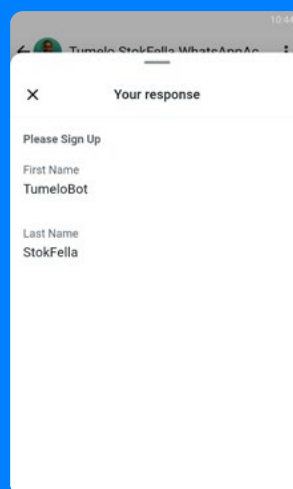 10:44
Tumelo StokFella WhatsAppAc
Your response
Please Sign Up
First Name
TumeloBot
Last Name
StokFella